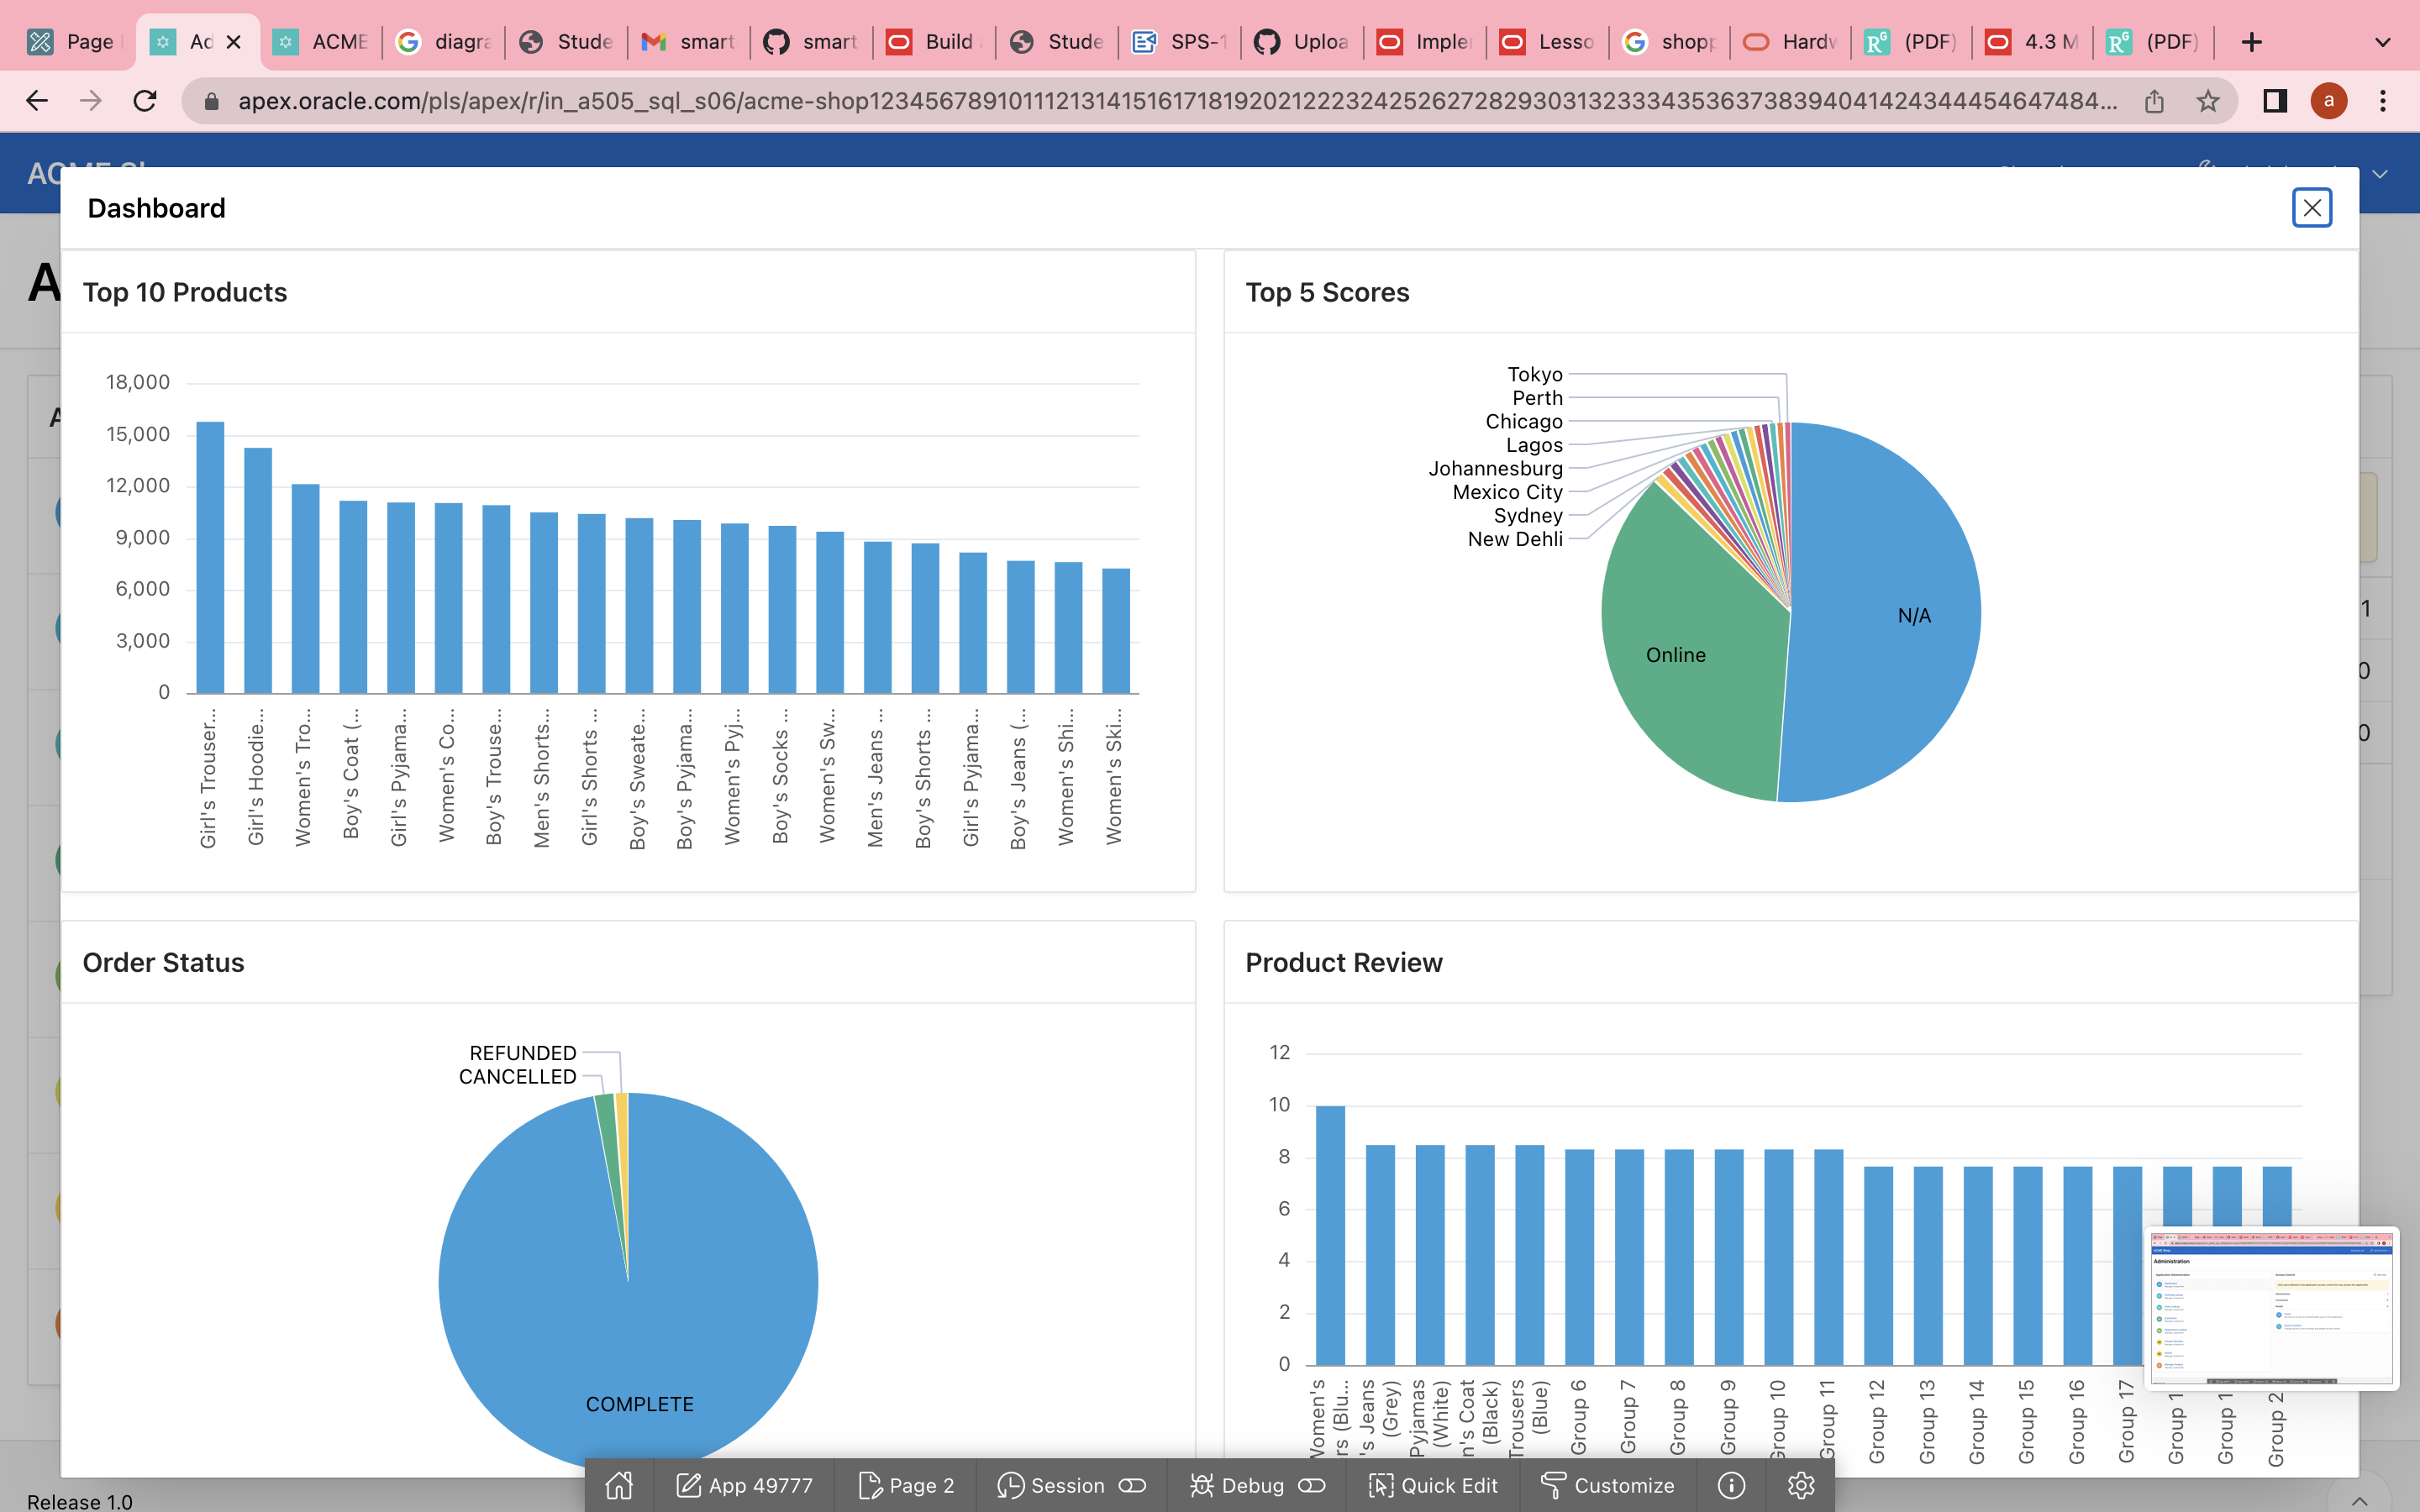 Page
Ad
ACME
diagra
Stude
smart
smart
Build
Stude
SPS-1
Uploa
Imple
Lesso
shopp
Hardw
(PDF)
4.3 M
(PDF)
apex.oracle.com/pls/apex/r/in_a505_sql_s06/acme-shop1234567891011121314151617181920212223242526272829303132333435363738394041424344454647484...
a
Dashboard
Top 10 Products
18,000
15,000
12,000
9,000
6,000
3,000
0
Girl's Trouser...
Girl's Hoodie...
Women's Tro...
Boy's Coat (...
Girl's Pyjama...
Women's Co...
Boy's Trouse...
Men's Shorts...
Girl's Shorts ...
Boy's Sweate...
Boy's Pyjama...
Women's Pyj...
Boy's Socks ...
Women's Sw...
Men's Jeans ...
Boy's Shorts ...
Girl's Pyjama...
Boy's Jeans (...
Women's Shi...
Women's Ski...
Top 5 Scores
Tokyo
Perth
Chicago
Lagos
Johannesburg
Mexico City
Sydney
New Dehli
N/A
Online
1
0
0
Order Status
REFUNDED
CANCELLED
COMPLETE
Product Review
12
10
8
6
4
2
0
Women's
rs (Blu...
's Jeans
(Grey)
Pyjamas
(White)
n's Coat
(Black)
Trousers
(Blue)
Group 6
Group 7
Group 8
Group 9
Group 10
Group 11
Group 12
Group 13
Group 14
Group 15
Group 16
Group 17
Group 1
Group 1
Group 2
Administration
App 49777
Page 2
Session
Debug
Quick Edit
Customize
Release 1.0